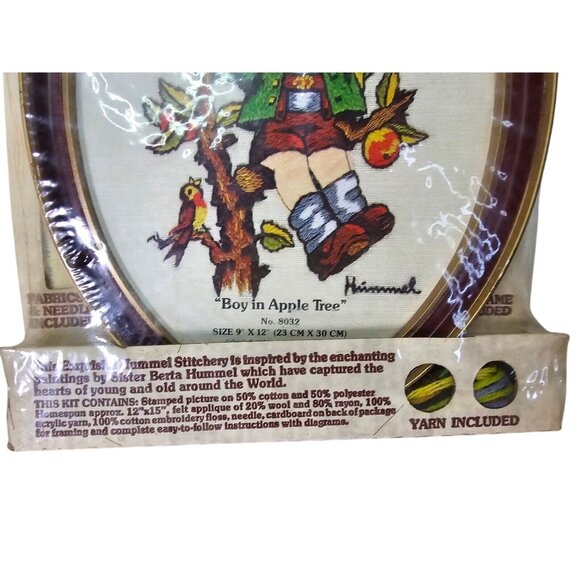 Hummel
"Boy in Apple Tree"
No. 8032
SIZE 9" X 12" (23 CM X 30 CM)
FABRICS
& NEEDLE
INCLUDED
AME
DED
Hummel Stitchery is inspired by the enchanting
paintings by Sister Berta Hummel which have captured the
hearts of young and old around the World.
THIS KIT CONTAINS: Stamped picture on 50% cotton and 50% polyester
Homespun approx. 12"x15", felt applique of 20% wool and 80% rayon, 100%
acrylic yarn, 100% cotton embroidery floss, needle, cardboard on back of package
for framing and complete easy-to-follow instructions with diagrams.
YARN INCLUDED